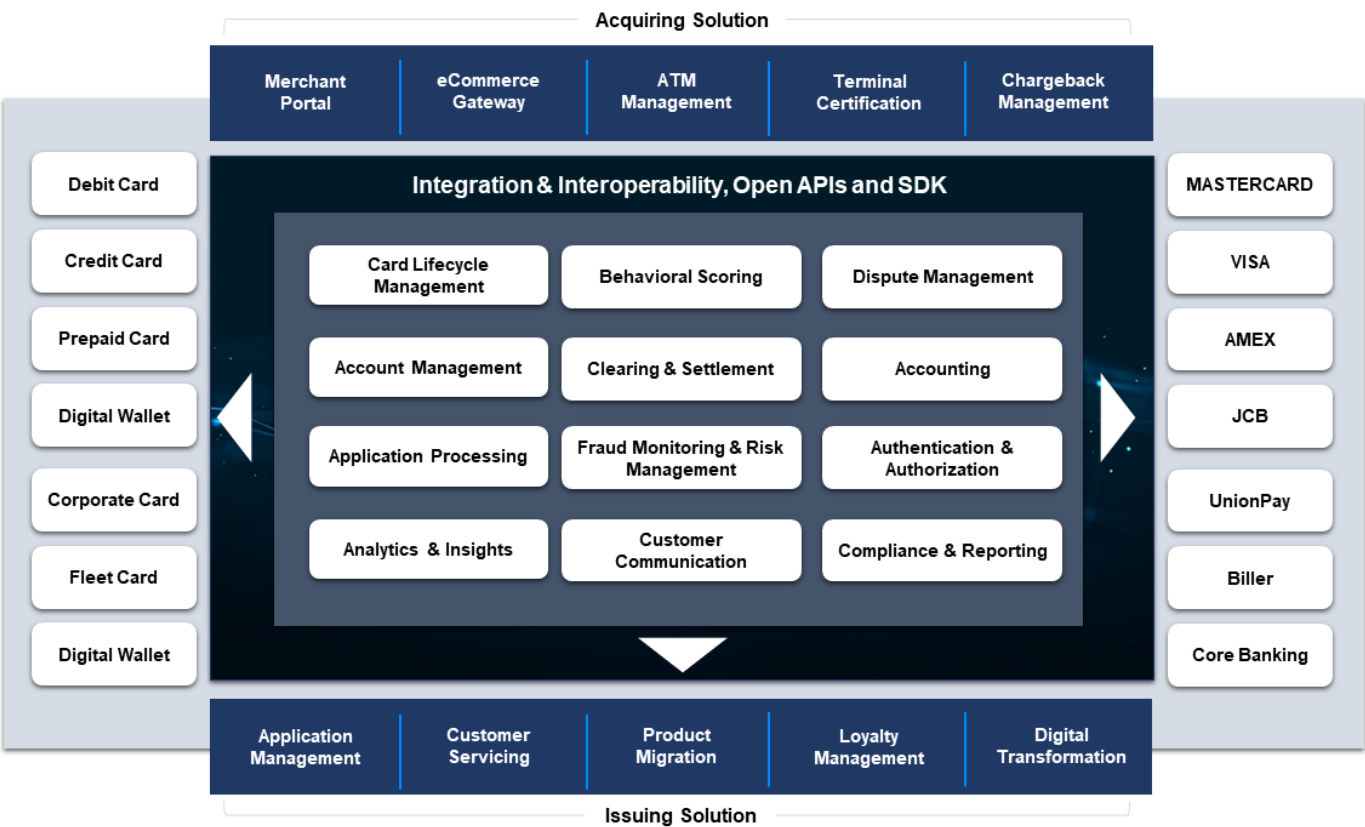 Acquiring Solution
Merchant
Portal
eCommerce
Gateway
ATM
Management
Terminal
Certification
Chargeback
Management
Debit Card
Credit Card
Prepaid Card
Digital Wallet
Corporate Card
Fleet Card
Digital Wallet
Integration & Interoperability, Open APIs and SDK
Card Lifecycle
Management
Behavioral Scoring
Dispute Management
Account Management
Clearing & Settlement
Accounting
Application Processing
Fraud Monitoring & Risk
Management
Authentication &
Authorization
Analytics & Insights
Customer
Communication
Compliance & Reporting
MASTERCARD
VISA
AMEX
JCB
UnionPay
Biller
Core Banking
Application
Management
Customer
Servicing
Product
Migration
Loyalty
Management
Digital
Transformation
Issuing Solution